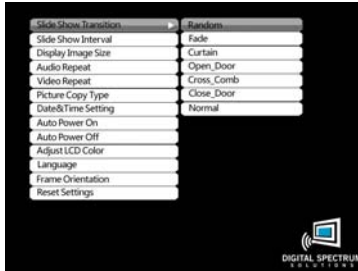 Slide Show Transition
Slide Show Interval
Display Image Size
Audio Repeat
Video Repeat
Picture Copy Type
Date&Time Setting
Auto Power On
Auto Power Off
Adjust LCD Color
Language
Frame Orientation
Reset Settings
Random
Fade
Curtain
Open_Door
Cross_Comb
Close_Door
Normal
DIGITAL SPECTRUM
SOLUTIONS